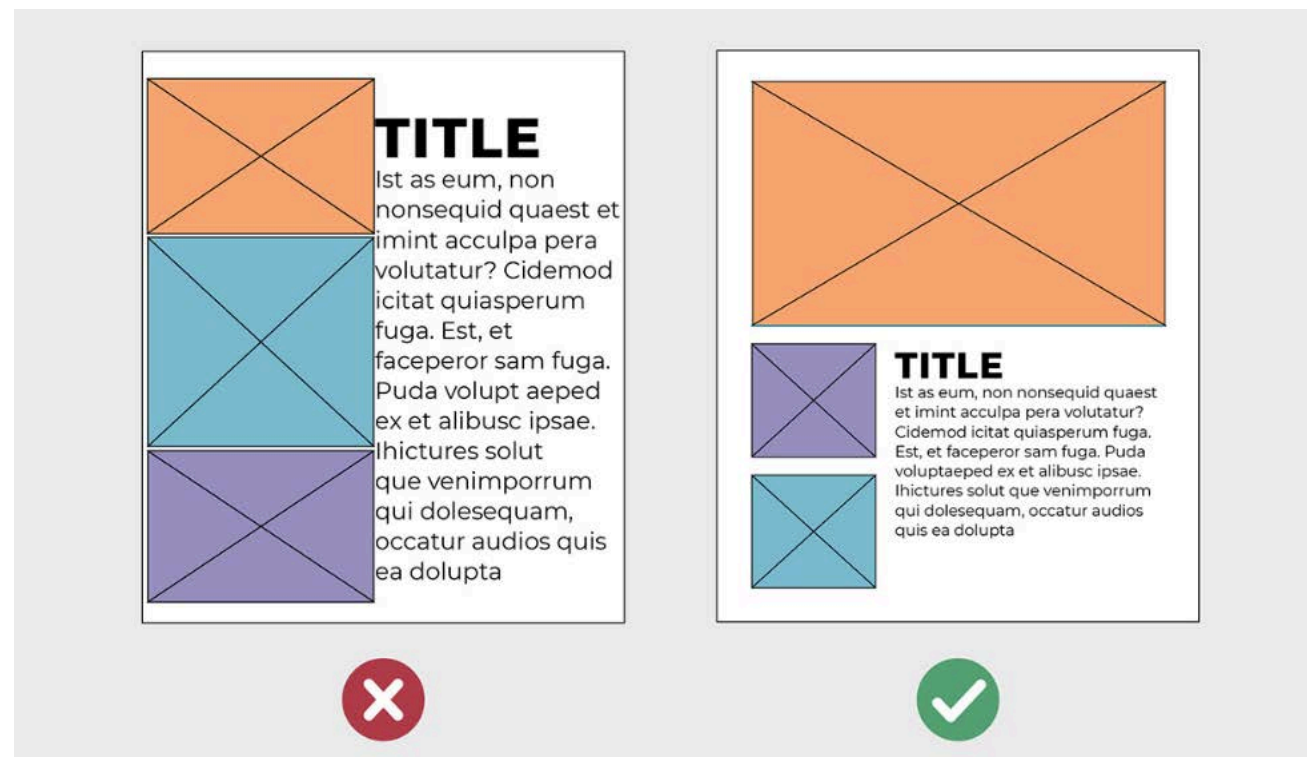 TITLE
Ist as eum, non
nonsequid quaest et
imint acculpa pera
volutatur? Cidemod
icitat quiasperum
fuga. Est, et
faceperor sam fuga.
Puda volupt aeped
ex et alibusc ipsae.
Ihictures solut
que venimporrum
qui dolesequam,
occatur audios quis
ea dolupta
TITLE
Ist as eum, non nonsequid quaest
et imint acculpa pera volutatur?
Cidemod icitat quiasperum fuga.
Est, et faceperor sam fuga. Puda
voluptaeped ex et alibusc ipsae.
Ihictures solut que venimporrum
qui dolesequam, occatur audios
quis ea dolupta